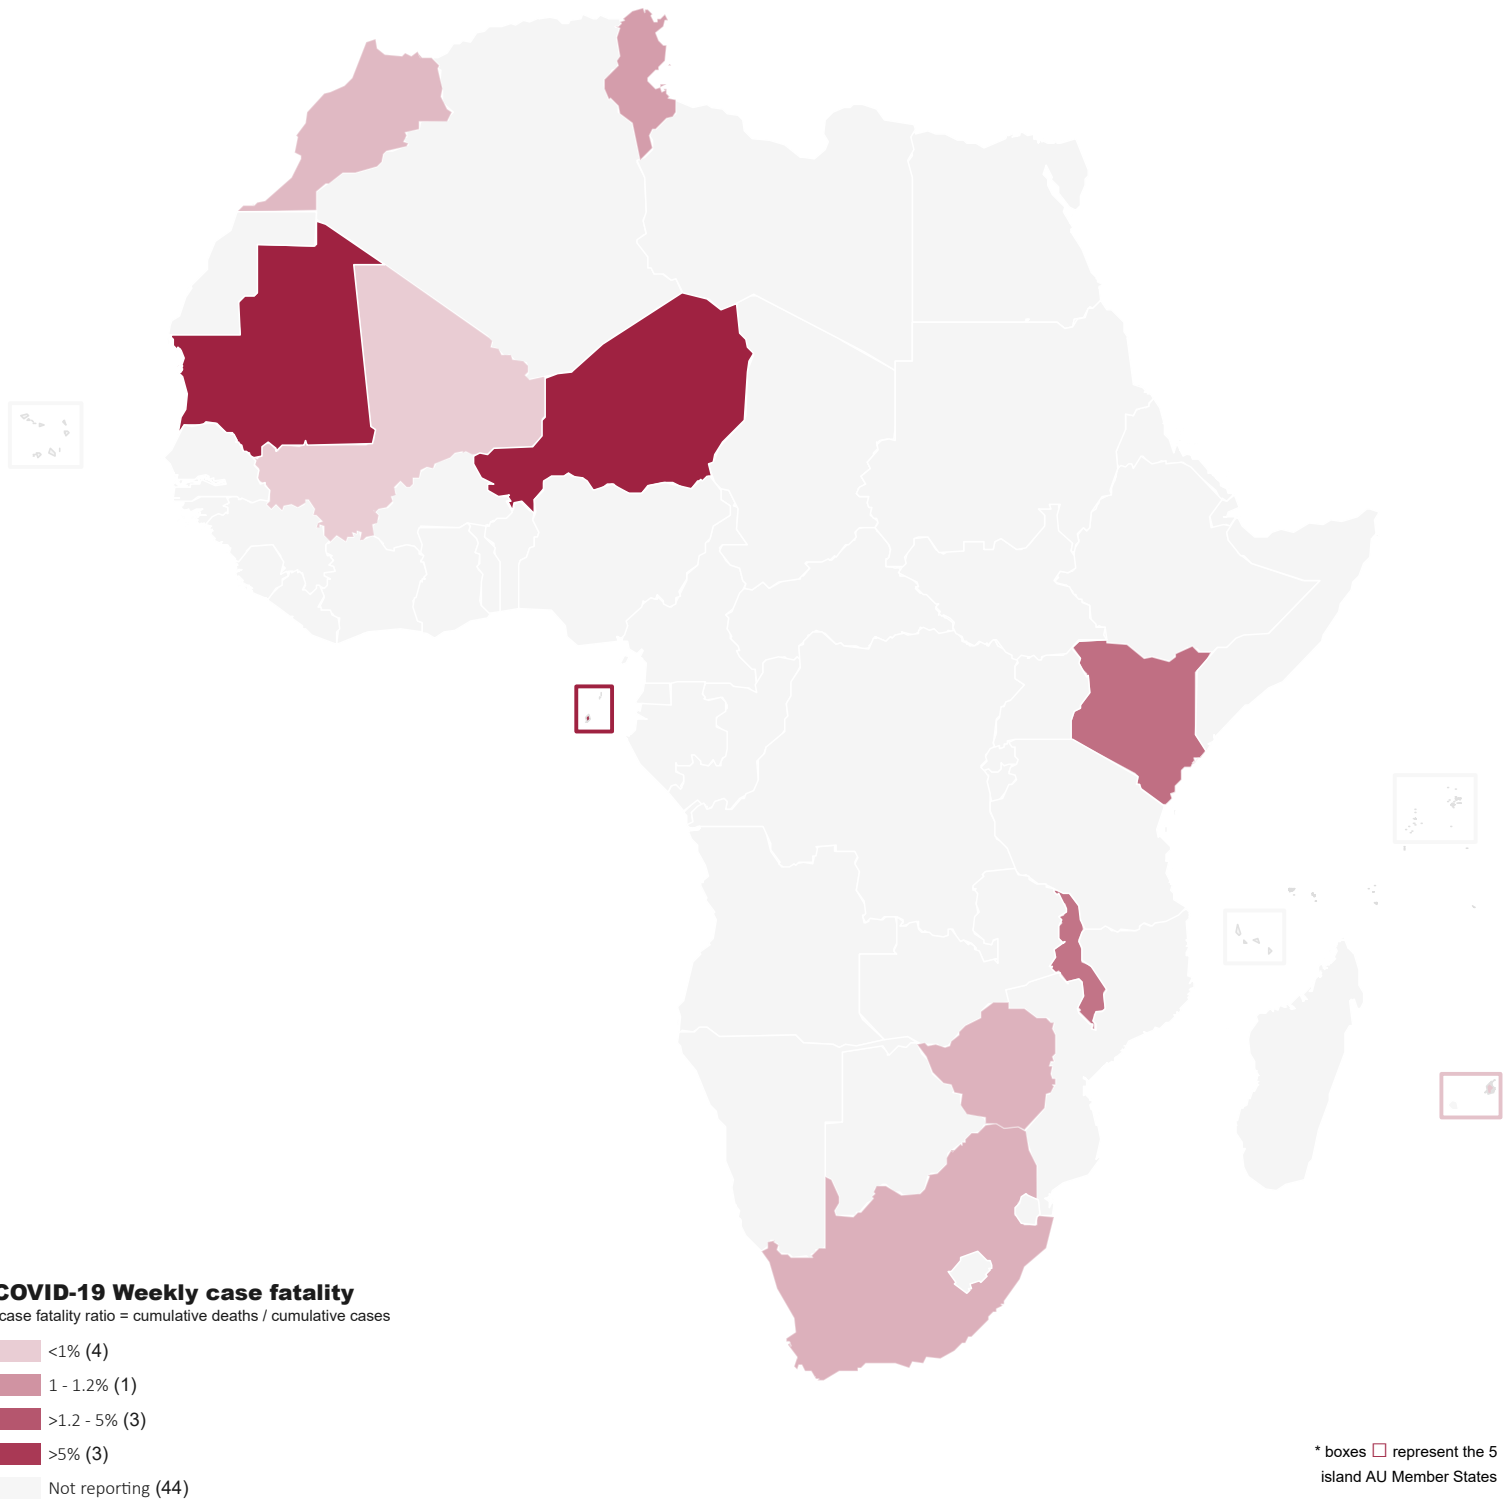 COVID-19 Weekly case fatality
case fatality ratio = cumulative deaths / cumulative cases
<1% (4)
1 - 1.2% (1)
>1.2 - 5% (3)
>5% (3)
Not reporting (44)
* boxes □ represent the 5
island AU Member States